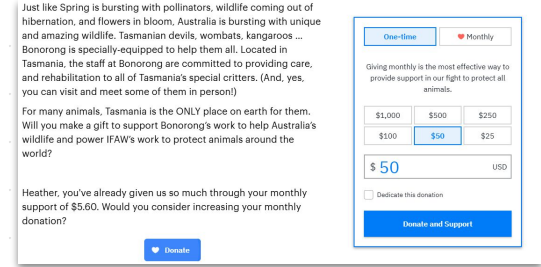 Just like Spring is bursting with pollinators, wildlife coming out of
hibernation, and flowers in bloom, Australia is bursting with unique
and amazing wildlife. Tasmanian devils, wombats, kangaroos ...
Bonorong is specially-equipped to help them all. Located in
Tasmania, the staff at Bonorong are committed to providing care,
and rehabilitation to all of Tasmania's special critters. (And, yes,
you can visit and meet some of them in person!)
For many animals, Tasmania is the ONLY place on earth for them.
Will you make a gift to support Bonorong's work to help Australia's
wildlife and power IFAW's work to protect animals around the
world?
Heather, you've already given us so much through your monthly
support of $5.60. Would you consider increasing your monthly
donation?
Donate
One-time
Monthly
Giving monthly is the most effective way to
provide support in our fight to protect all
animals.
$1,000 $500 $250
$100 $50 $25
$ 50 USD
Dedicate this donation
Donate and Support